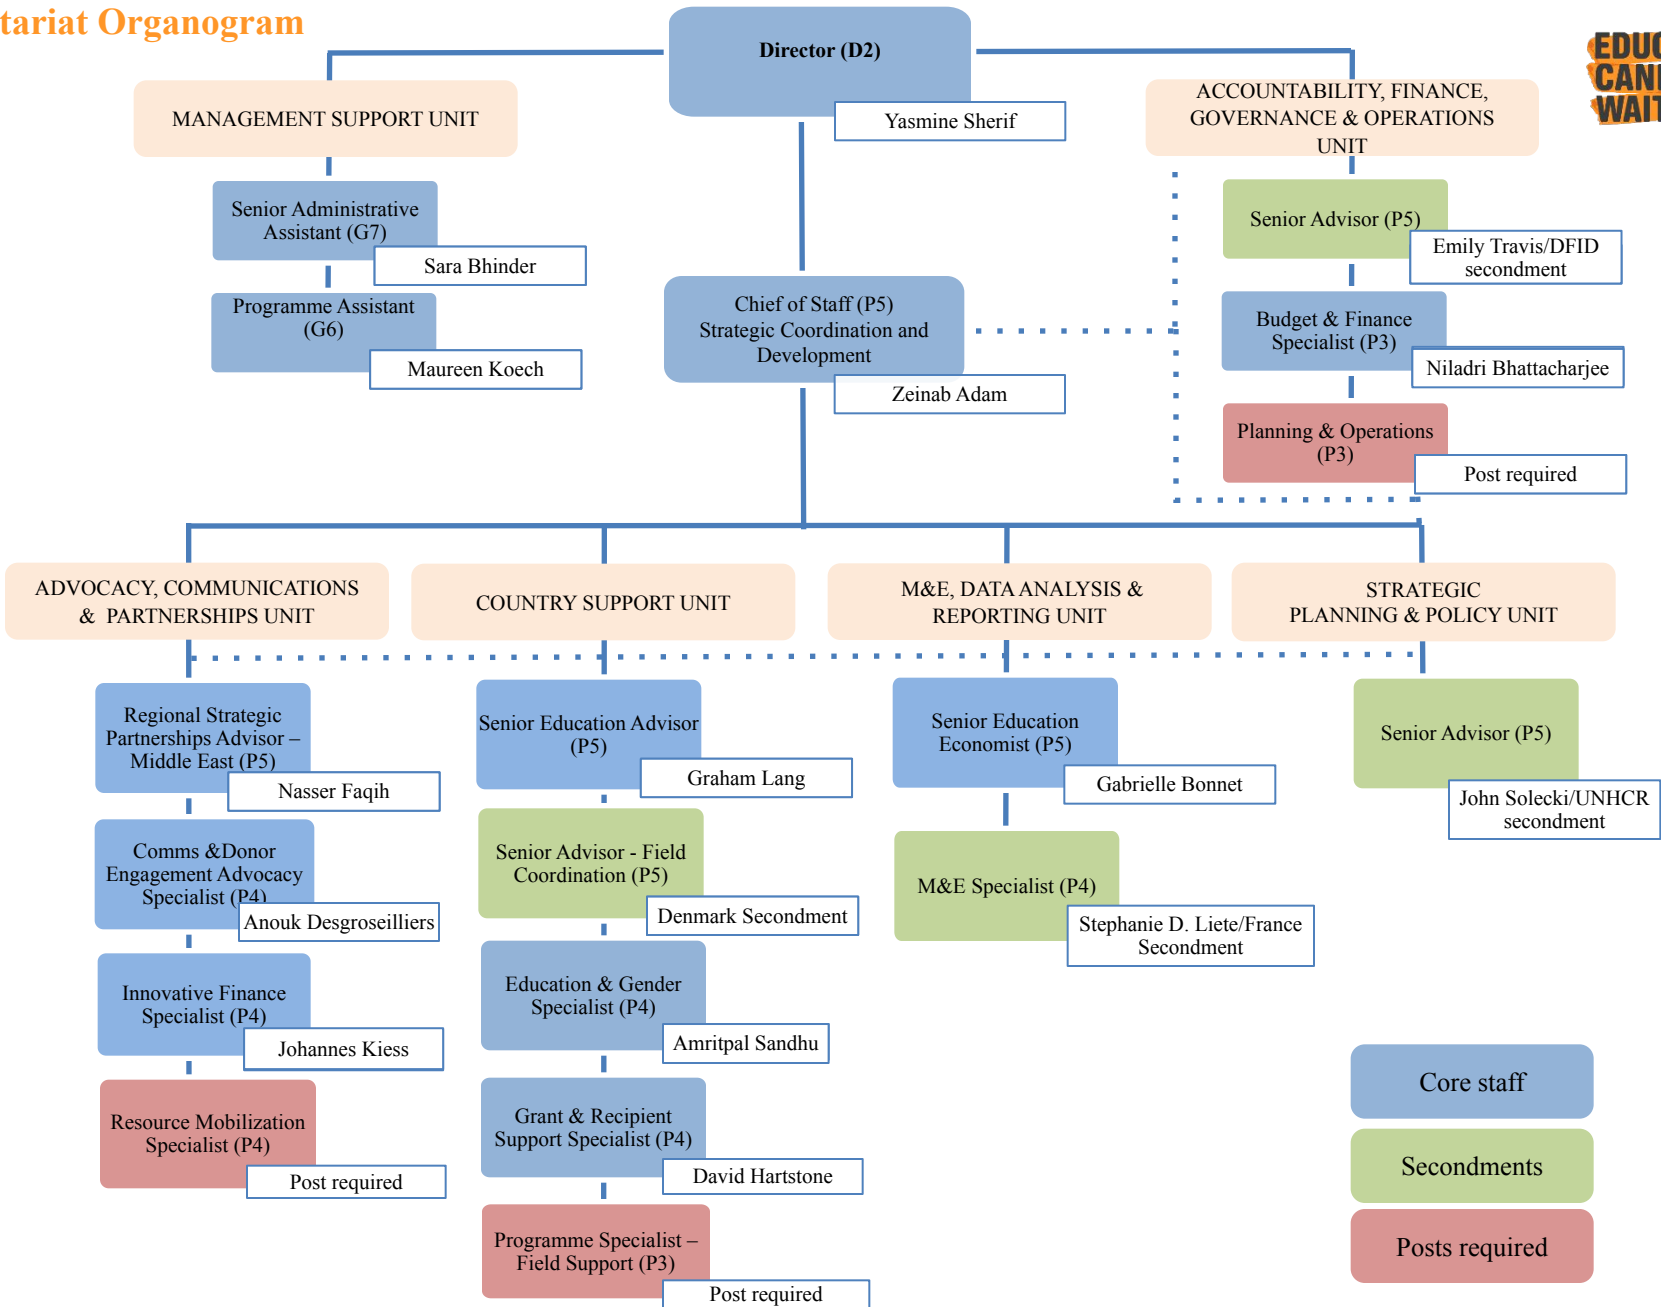 tariat Organogram
Director (D2)
Yasmine Sherif
EDUC
CAN
WAIT
MANAGEMENT SUPPORT UNIT
Senior Administrative
Assistant (G7)
Sara Bhinder
Programme Assistant
(G6)
Maureen Koech
Chief of Staff (P5)
Strategic Coordination and
Development
Zeinab Adam
ACCOUNTABILITY, FINANCE,
GOVERNANCE & OPERATIONS
UNIT
Senior Advisor (P5)
Emily Travis/DFID
secondment
Budget & Finance
Specialist (P3)
Niladri Bhattacharjee
Planning & Operations
(P3)
Post required
ADVOCACY, COMMUNICATIONS
& PARTNERSHIPS UNIT
Regional Strategic
Partnerships Advisor –
Middle East (P5)
Nasser Faqih
Comms &Donor
Engagement Advocacy
Specialist (P4)
Anouk Desgroseilliers
Innovative Finance
Specialist (P4)
Johannes Kiess
Resource Mobilization
Specialist (P4)
Post required
COUNTRY SUPPORT UNIT
Senior Education Advisor
(P5)
Graham Lang
Senior Advisor - Field
Coordination (P5)
Denmark Secondment
Education & Gender
Specialist (P4)
Amritpal Sandhu
Grant & Recipient
Support Specialist (P4)
David Hartstone
Programme Specialist –
Field Support (P3)
Post required
M&E, DATA ANALYSIS &
REPORTING UNIT
Senior Education
Economist (P5)
Gabrielle Bonnet
M&E Specialist (P4)
Stephanie D. Liete/France
Secondment
STRATEGIC
PLANNING & POLICY UNIT
Senior Advisor (P5)
John Solecki/UNHCR
secondment
Core staff
Secondments
Posts required